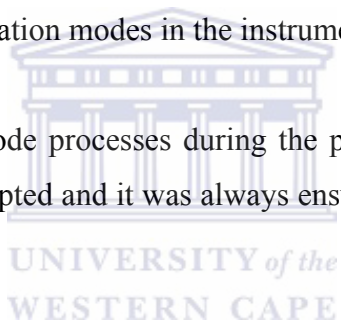 ation modes in the instrume
ode processes during the p
pted and it was always ens
UNIVERSITY of the
WESTERN CAPE